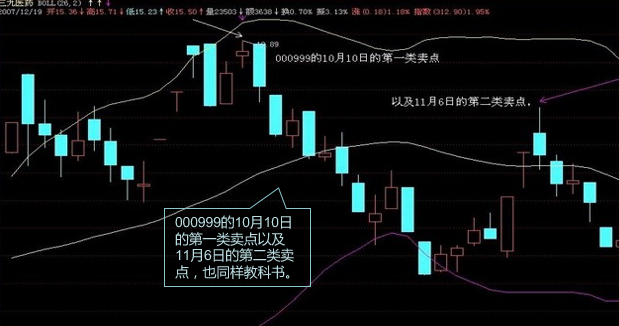 三九医药 BOLL(26,2) ↑↑↓
2007/12/19 开15.36↓高15.71↓低15.23↑收15.50↑量23503↓额3638↓换0.70% 振3.13% 涨(0.18)1.18% 指数(312.90)1.95%
000999的10月10日的第一类卖点
以及11月6日的第二类卖点，
000999的10月10日
的第一类卖点以及
11月6日的第二类卖
点，也同样教科书。